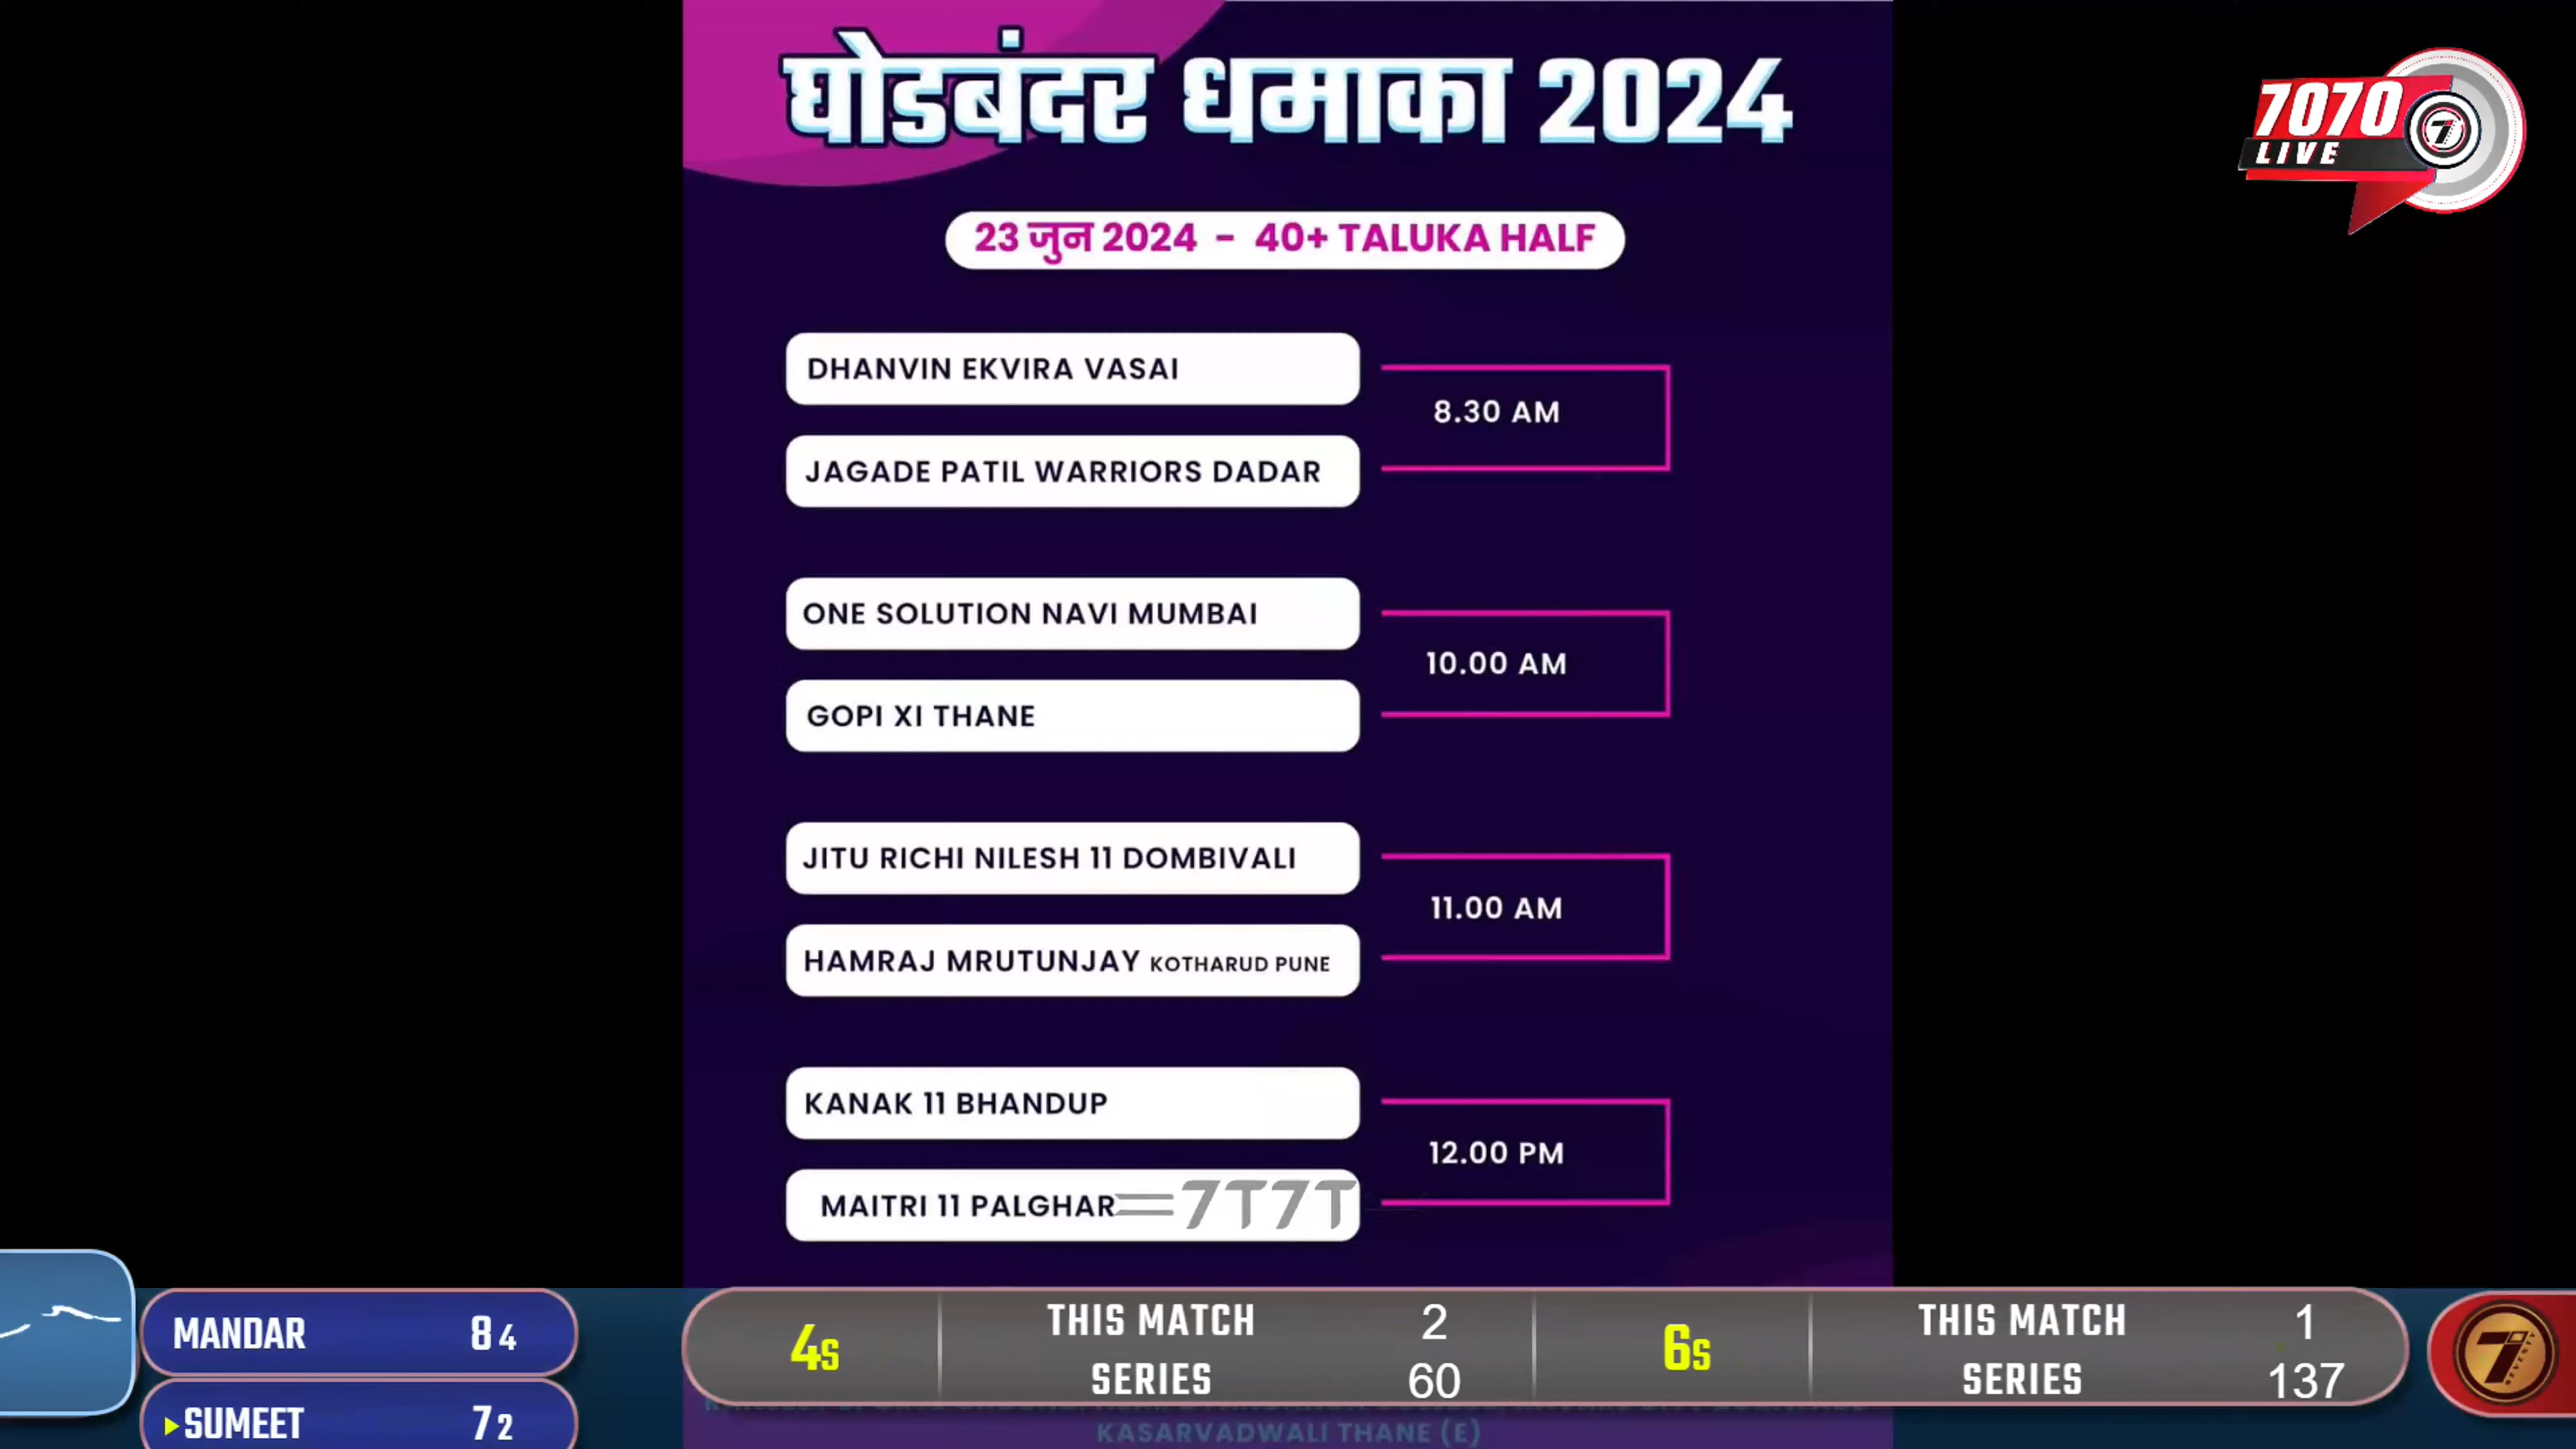 घोडबंदर धमाका 2024
7070
LIVE
23 जुन 2024 - 40+ TALUKA HALF
DHANVIN EKVIRA VASAI
8.30 AM
JAGADE PATIL WARRIORS DADAR
ONE SOLUTION NAVI MUMBAI
10.00 AM
GOPI XI THANE
JITU RICHI NILESH 11 DOMBIVALI
11.00 AM
HAMRAJ MRUTUNJAY KOTHARUD PUNE
KANAK 11 BHANDUP
12.00 PM
MAITRI 11 PALGHAR
7T7T
MANDAR 8 4
SUMEET 7 2
4s
THIS MATCH 2
SERIES 60
6s
THIS MATCH 1
SERIES 137
KASARVADWALI THANE (E)